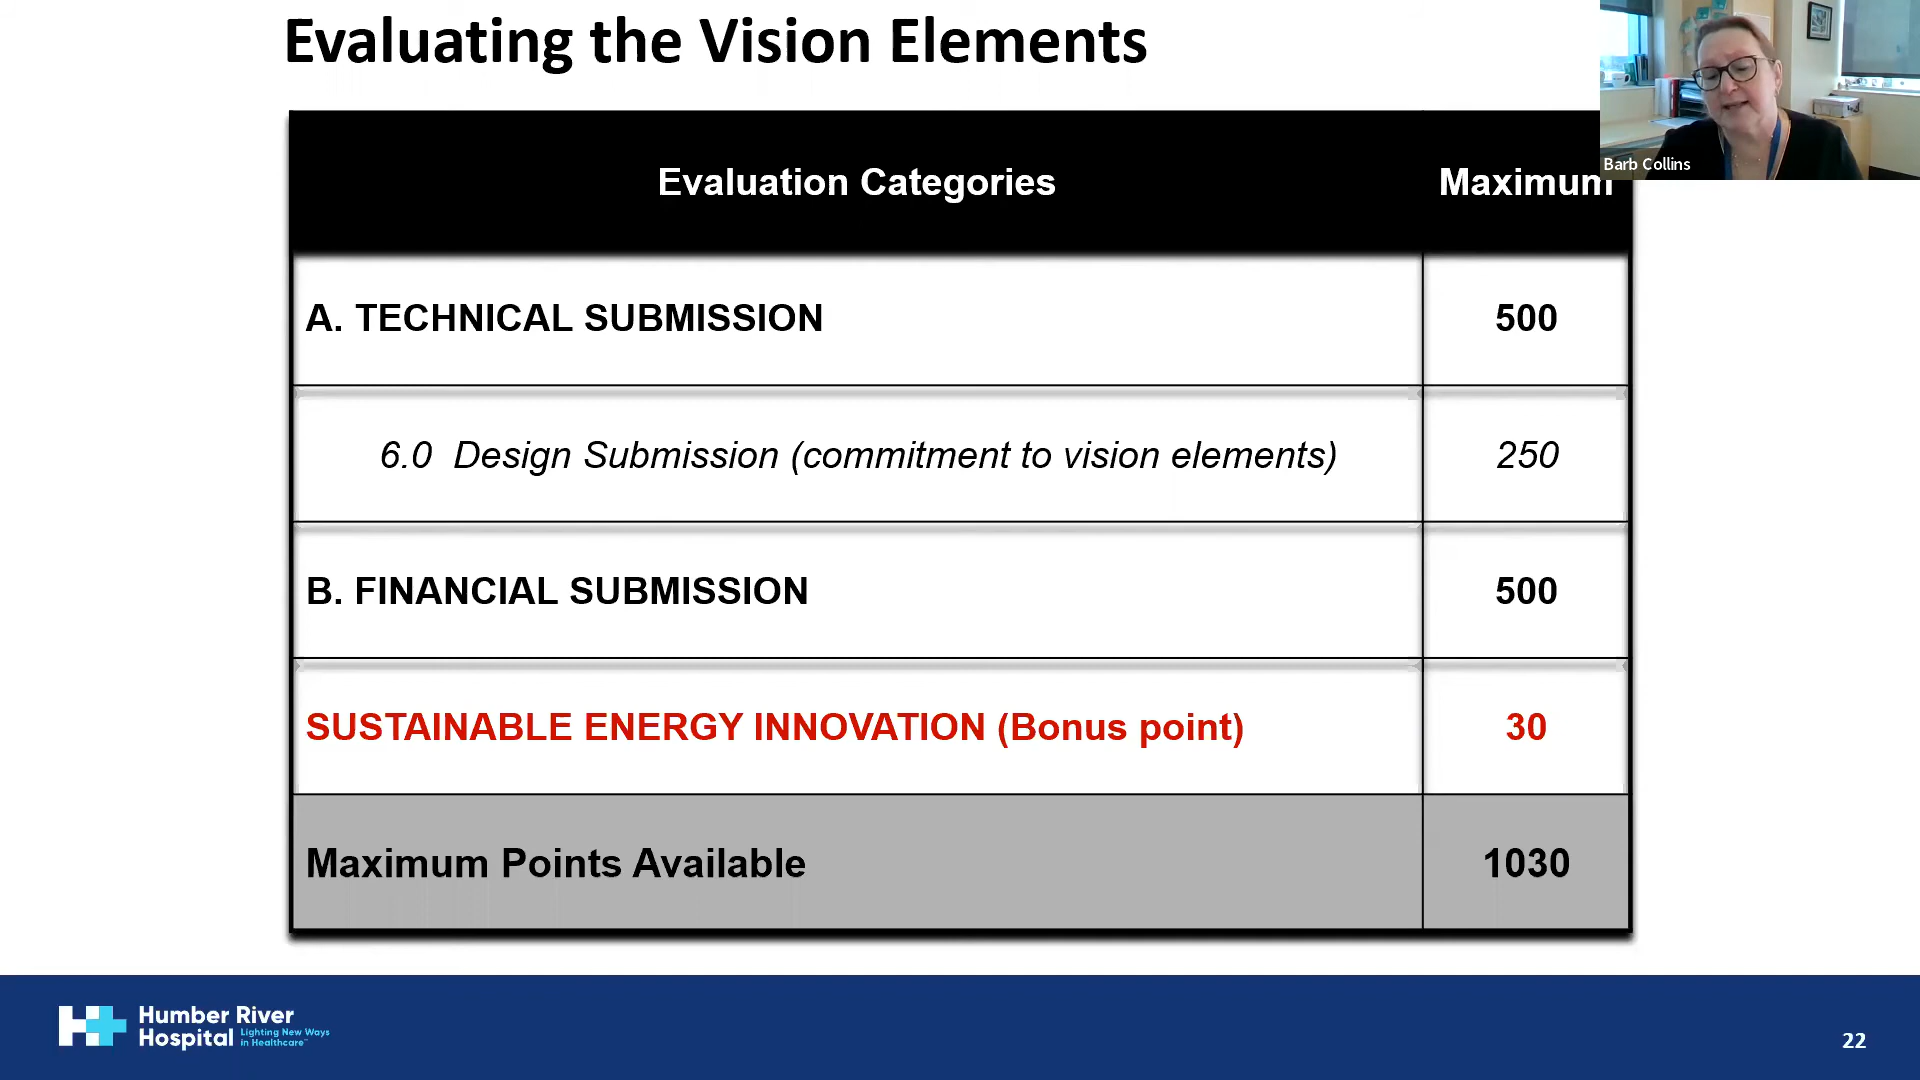 Evaluating the Vision Elements
Barb Collins
Evaluation Categories
Maximum
A. TECHNICAL SUBMISSION
500
6.0 Design Submission (commitment to vision elements)
250
B. FINANCIAL SUBMISSION
500
SUSTAINABLE ENERGY INNOVATION (Bonus point)
30
Maximum Points Available
1030
Humber River
Hospital
Lighting New Ways
in Healthcare™
22